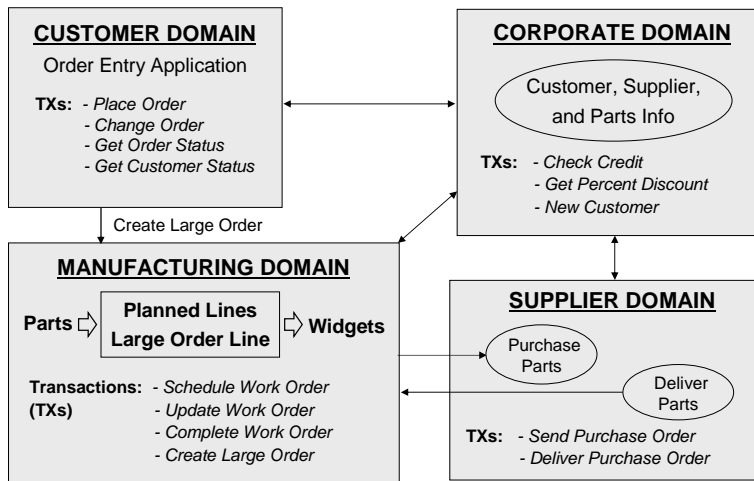 CUSTOMER DOMAIN
Order Entry Application
TXs: - Place Order
- Change Order
- Get Order Status
- Get Customer Status
CORPORATE DOMAIN
Customer, Supplier,
and Parts Info
TXs: - Check Credit
- Get Percent Discount
- New Customer
Create Large Order
MANUFACTURING DOMAIN
Parts
Planned Lines
Large Order Line
Widgets
Transactions: - Schedule Work Order
(TXs) - Update Work Order
- Complete Work Order
- Create Large Order
SUPPLIER DOMAIN
Purchase
Parts
Deliver
Parts
TXs: - Send Purchase Order
- Deliver Purchase Order